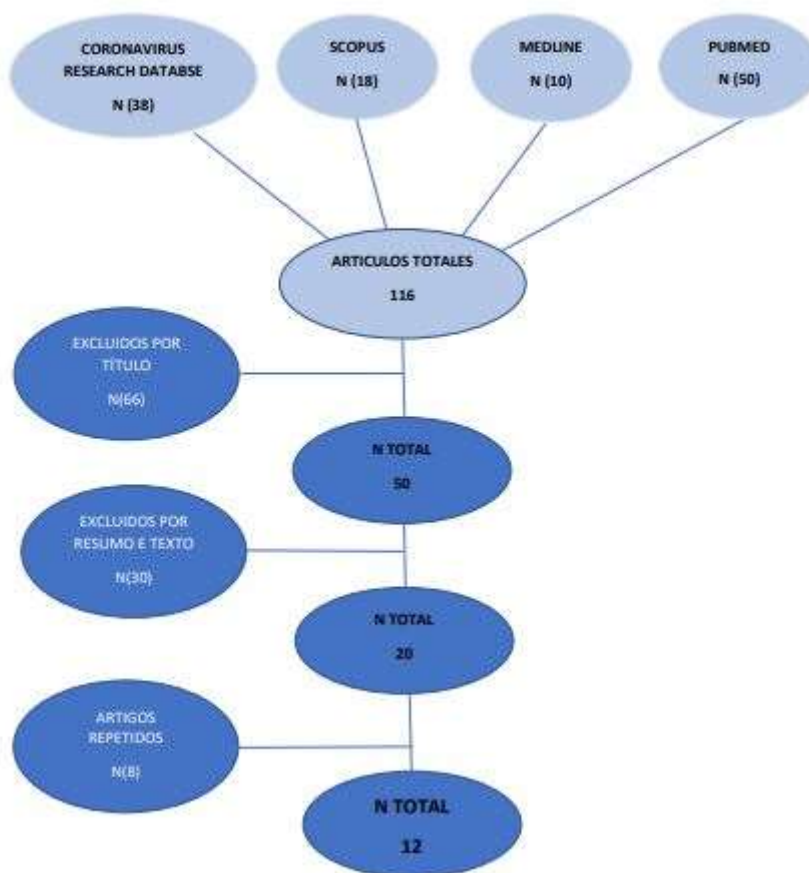 CORONAVIRUS
RESEARCH DATABSE
N (38)
SCOPUS
N (18)
MEDLINE
N (10)
PUBMED
N (50)
ARTICULOS TOTALES
116
EXCLUIDOS POR
TÍTULO
N(66)
N TOTAL
50
EXCLUIDOS POR
RESUMO E TEXTO
N(30)
N TOTAL
20
ARTIGOS
REPETIDOS
N(8)
N TOTAL
12